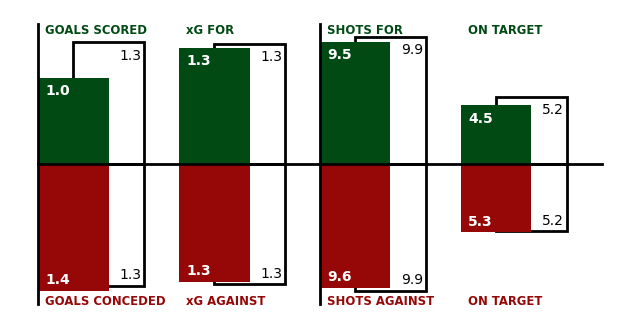 GOALS SCORED xG FOR SHOTS FOR ON TARGET
1.0 1.3 1.3 1.3 9.5 9.9 4.5 5.2
1.4 1.3 1.3 1.3 9.6 9.9 5.3 5.2
GOALS CONCEDED xG AGAINST SHOTS AGAINST ON TARGET